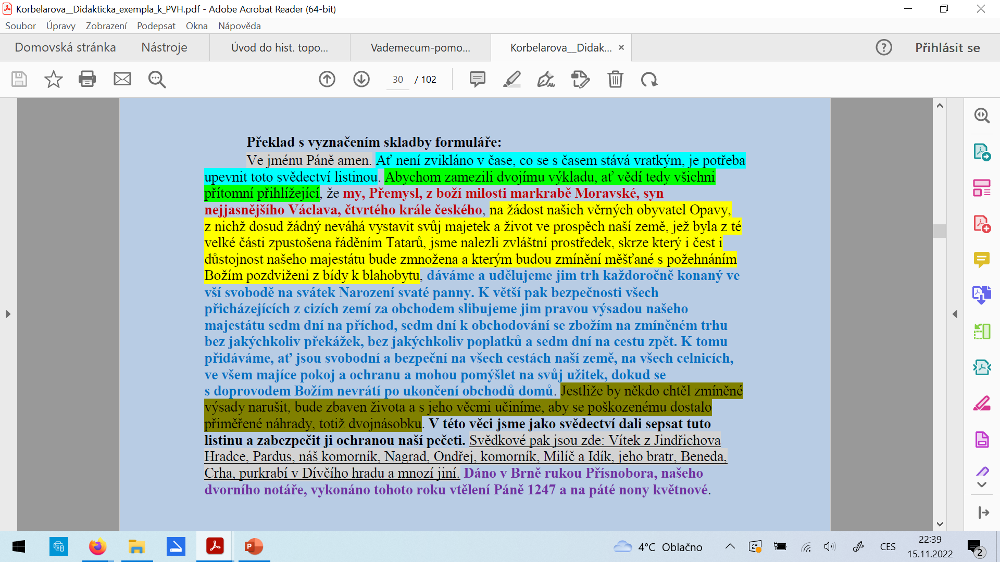 Korbelarova__Didakticka_exempla_k_PVH.pdf - Adobe Acrobat Reader (64-bit)
Soubor Úpravy Zobrazení Podepsat Okna Nápověda
Domovská stránka Nástroje Úvod do hist. topo... Vademecum-pomo... Korbelarova__Didak... × ? Přihlásit se
30 / 102
Překlad s vyznačením skladby formuláře:
Ve jménu Páně amen. Ať není zvikláno v čase, co se s časem stává vratkým, je potřeba
upevnit toto svědectví listinou. Abychom zamezili dvojímu výkladu, ať vědí tedy všichni
přítomní přihlížející, že my, Přemysl, z boží milosti markrabě Moravské, syn
nejjasnějšího Václava, čtvrtého krále českého, na žádost našich věrných obyvatel Opavy,
z nichž dosud žádný neváhá vystavit svůj majetek a život ve prospěch naší země, jež byla z té
velké části zpustošena řáděním Tatarů, jsme nalezli zvláštní prostředek, skrze který i čest i
důstojnost našeho majestátu bude zmnožena a kterým budou zmínění měšťané s požehnáním
Božím pozdviženi z bídy k blahobytu, dáváme a udělujeme jim trh každoročně konaný ve
vší svobodě na svátek Narození svaté panny. K větší pak bezpečnosti všech
přicházejících z cizích zemí za obchodem slibujeme jim pravou výsadou našeho
majestátu sedm dní na příchod, sedm dní k obchodování se zbožím na zmíněném trhu
bez jakýchkoliv překážek, bez jakýchkoliv poplatků a sedm dní na cestu zpět. K tomu
přidáváme, ať jsou svobodní a bezpeční na všech cestách naší země, na všech celnicích,
ve všem majíce pokoj a ochranu a mohou pomýšlet na svůj užitek, dokud se
s doprovodem Božím nevrátí po ukončení obchodů domů. Jestliže by někdo chtěl zmíněné
výsady narušit, bude zbaven života a s jeho věcmi učiníme, aby se poškozenému dostalo
přiměřené náhrady, totiž dvojnásobku. V této věci jsme jako svědectví dali sepsat tuto
listinu a zabezpečit ji ochranou naší pečeti. Svědkové pak jsou zde: Vítek z Jindřichova
Hradce, Pardus, náš komorník, Nagrad, Ondřej, komorník, Milíč a Idík, jeho bratr, Beneda,
Crha, purkrabí v Dívčího hradu a mnozí jiní. Dáno v Brně rukou Přísnobora, našeho
dvorního notáře, vykonáno tohoto roku vtělení Páně 1247 a na páté nony květnové.
4°C Oblačno CES 22:39
15.11.2022 2